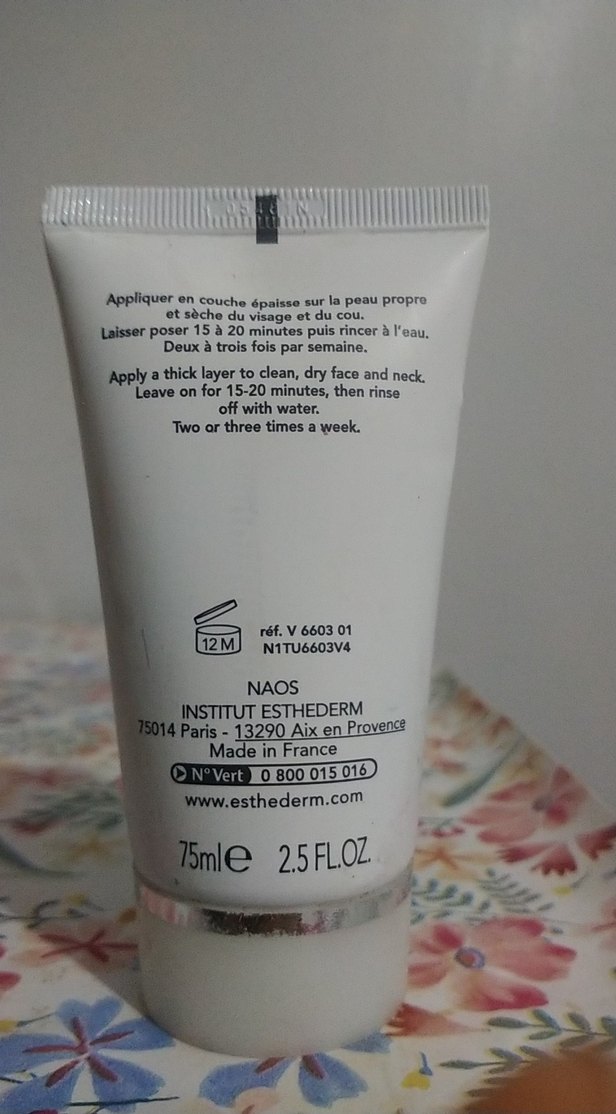 Appliquer en couche épaisse sur la peau propre
et sèche du visage et du cou.
Laisser poser 15 à 20 minutes puis rincer à l'eau.
Deux à trois fois par semaine.
Apply a thick layer to clean, dry face and neck.
Leave on for 15-20 minutes, then rinse
off with water.
Two or three times a week.
12 M
réf. V 6603 01
N1TU6603V4
NAOS
INSTITUT ESTHEDERM
75014 Paris - 13290 Aix en Provence
Made in France
N° Vert 0 800 015 016
www.esthederm.com
75ml e 2.5 FL.OZ.